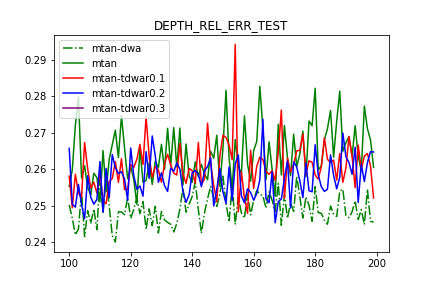 DEPTH_REL_ERR_TEST
mtan-dwa
mtan
mtan-tdwar0.1
mtan-tdwar0.2
mtan-tdwar0.3
0.29
0.28
0.27
0.26
0.25
0.24
100 120 140 160 180 200